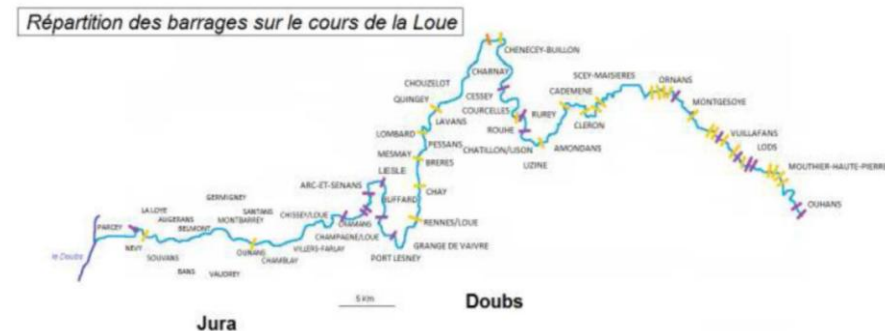 Répartition des barrages sur le cours de la Loue
CHENECEY-BUILLON
CHARNAY
SCEY-MAISIERES
ORNANS
CHOUZELOT
CESSEY
CADEMENE
QUINGEY
COURCELLES
RUREY
MONTGESOYE
LAVANS
CLERON
LOMBARD
ROUHE
VUILLAFANS
PESSANS
CHATILLON/LISON
AMONDANS
LODS
MESMAY
BRERES
LIZINE
MOUTHIER-HAUTE-PIERRE
LIESLE
ARC-ET-SENANS
CHAY
OUHANS
GERMIGNEY
BUFFARD
LA LOYE
SANTANS
CHISSEY/LOUE
AUGERANS
MONTBARREY
CHAMANS
RENNES/LOUE
PARCEY
BELMONT
CHAMPAGNE/LOUE
NEVY
OUNANS
VILLERS-FARLAY
GRANGE DE VAIVRE
le Doubs
SOUVANS
CHAMBLAY
PORT LESNEY
BANS
VAUDREY
5 Km
Doubs
Jura